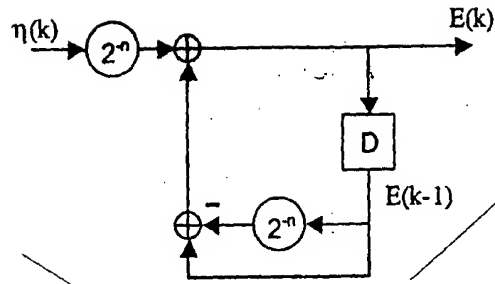 η(k)
2⁻ⁿ
E(k)
D
E(k-1)
2⁻ⁿ